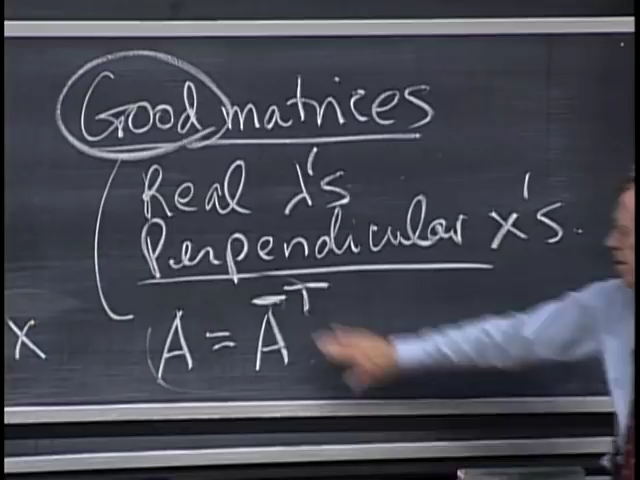 Good matrices
Real λ's
Perpendicular x's.
x
A = A̅ᵀ